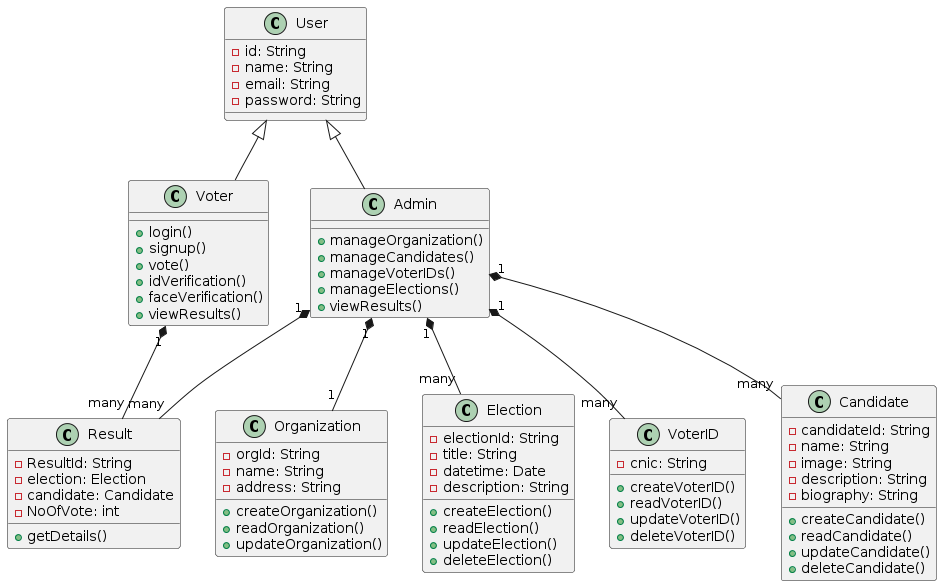 C User
id: String
name: String
email: String
password: String
C Voter
login()
signup()
vote()
idVerification()
faceVerification()
viewResults()
C Admin
manageOrganization()
manageCandidates()
manageVoterIDs()
manageElections()
viewResults()
1
1
1
1
1
1
many
many
1
many
many
many
C Result
ResultId: String
election: Election
candidate: Candidate
NoOfVote: int
getDetails()
C Organization
orgId: String
name: String
address: String
createOrganization()
readOrganization()
updateOrganization()
C Election
electionId: String
title: String
datetime: Date
description: String
createElection()
readElection()
updateElection()
deleteElection()
C VoterID
cnic: String
createVoterID()
readVoterID()
updateVoterID()
deleteVoterID()
C Candidate
candidateId: String
name: String
image: String
description: String
biography: String
createCandidate()
readCandidate()
updateCandidate()
deleteCandidate()